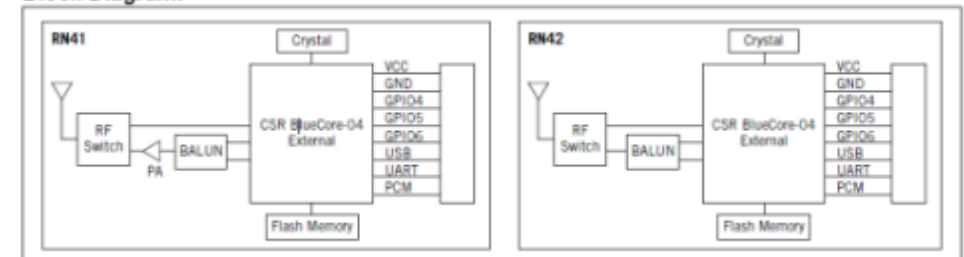 RN41
Crystal
VCC
GND
GPIO4
GPIO5
GPIO6
USB
UART
PCM
CSR BlueCore-04
External
RF
Switch
PA
BALUN
Flash Memory
RN42
Crystal
VCC
GND
GPIO4
GPIO5
GPIO6
USB
UART
PCM
CSR BlueCore-04
External
RF
Switch
BALUN
Flash Memory